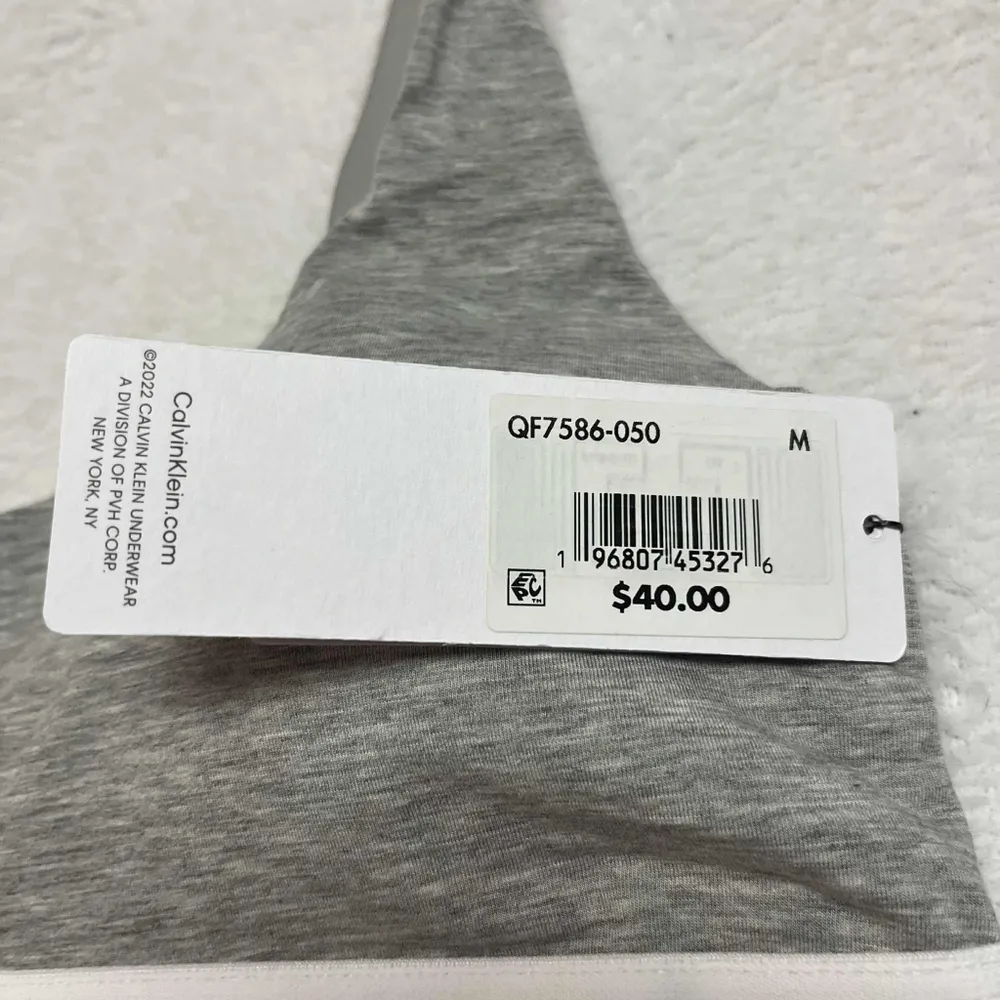 CalvinKlein.com
©2022 CALVIN KLEIN UNDERWEAR
A DIVISION OF PVH CORP.
NEW YORK, NY
QF7586-050
M
1 96807 45327 6
EPC™
$40.00